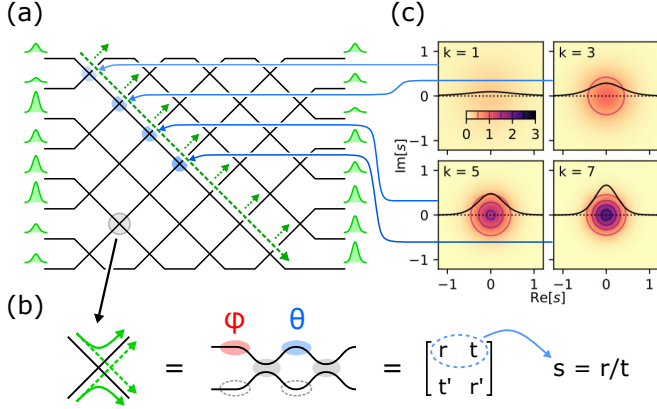 (a)
(c)
k = 1
k = 3
k = 5
k = 7
1
0
−1
1
0
−1
Im[s]
0 1 2 3
−1 0 1
−1 0 1
Re[s]
(b)
φ
θ
=
=
r t
t' r'
s = r/t